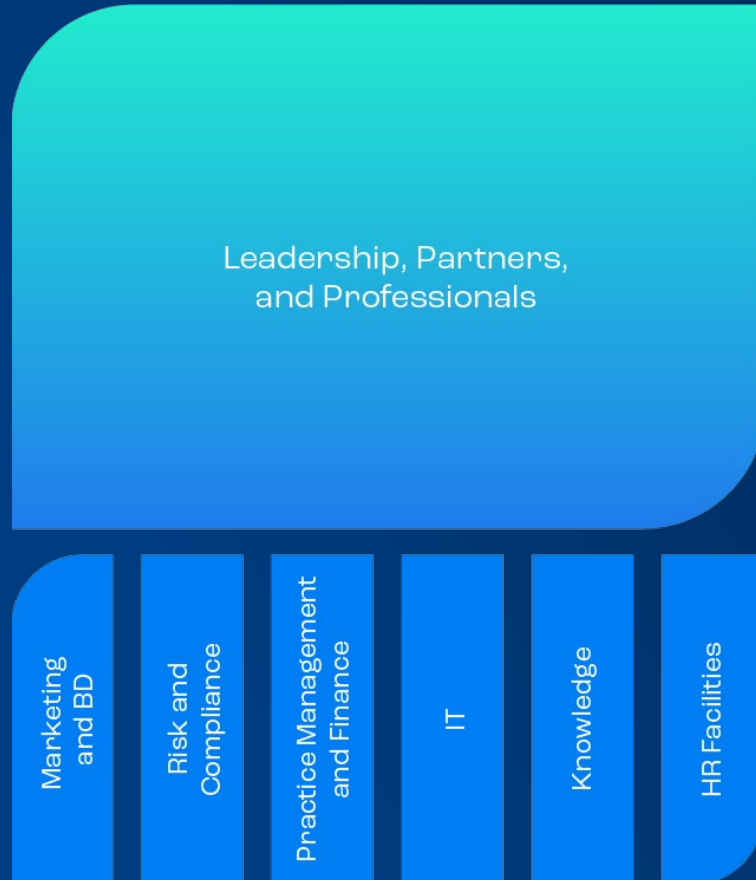 Leadership, Partners,
and Professionals
Marketing
and BD
Risk and
Compliance
Practice Management
and Finance
IT
Knowledge
HR Facilities